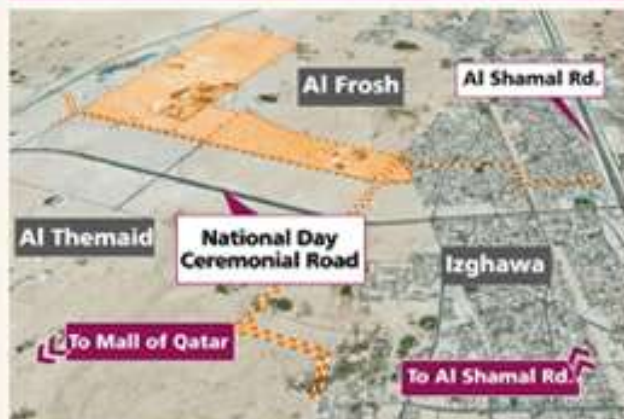 Al Frosh
Al Shamal Rd.
Al Themaid
National Day
Ceremonial Road
Izghawa
To Mall of Qatar
To Al Shamal Rd.